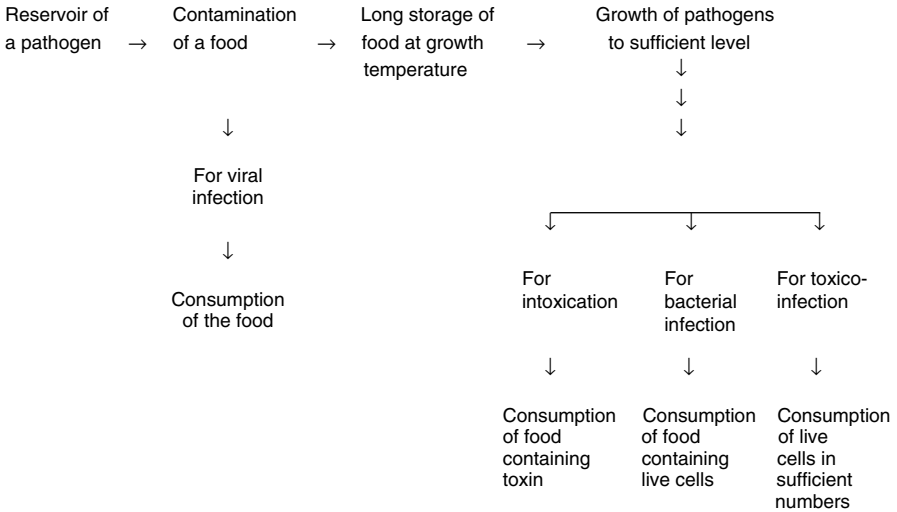 Reservoir of
a pathogen →
Contamination
of a food →
Long storage of
food at growth →
temperature
Growth of pathogens
to sufficient level
↓
↓
↓
↓
For viral
infection
↓
Consumption
of the food
For
intoxication
↓
Consumption
of food
containing
toxin
For
bacterial
infection
↓
Consumption
of food
containing
live cells
For toxico-
infection
↓
Consumption
of live
cells in
sufficient
numbers